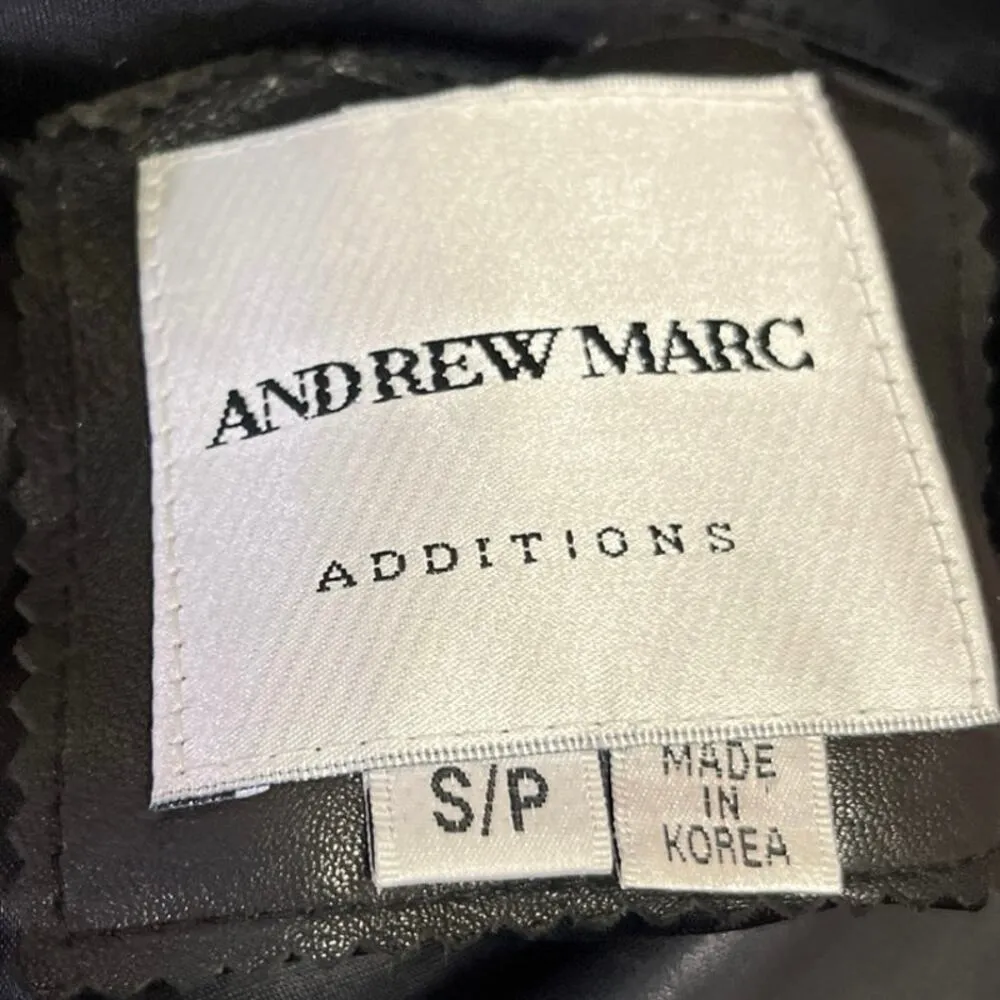 ANDREW MARC
ADDITIONS
S/P
MADE
IN
KOREA